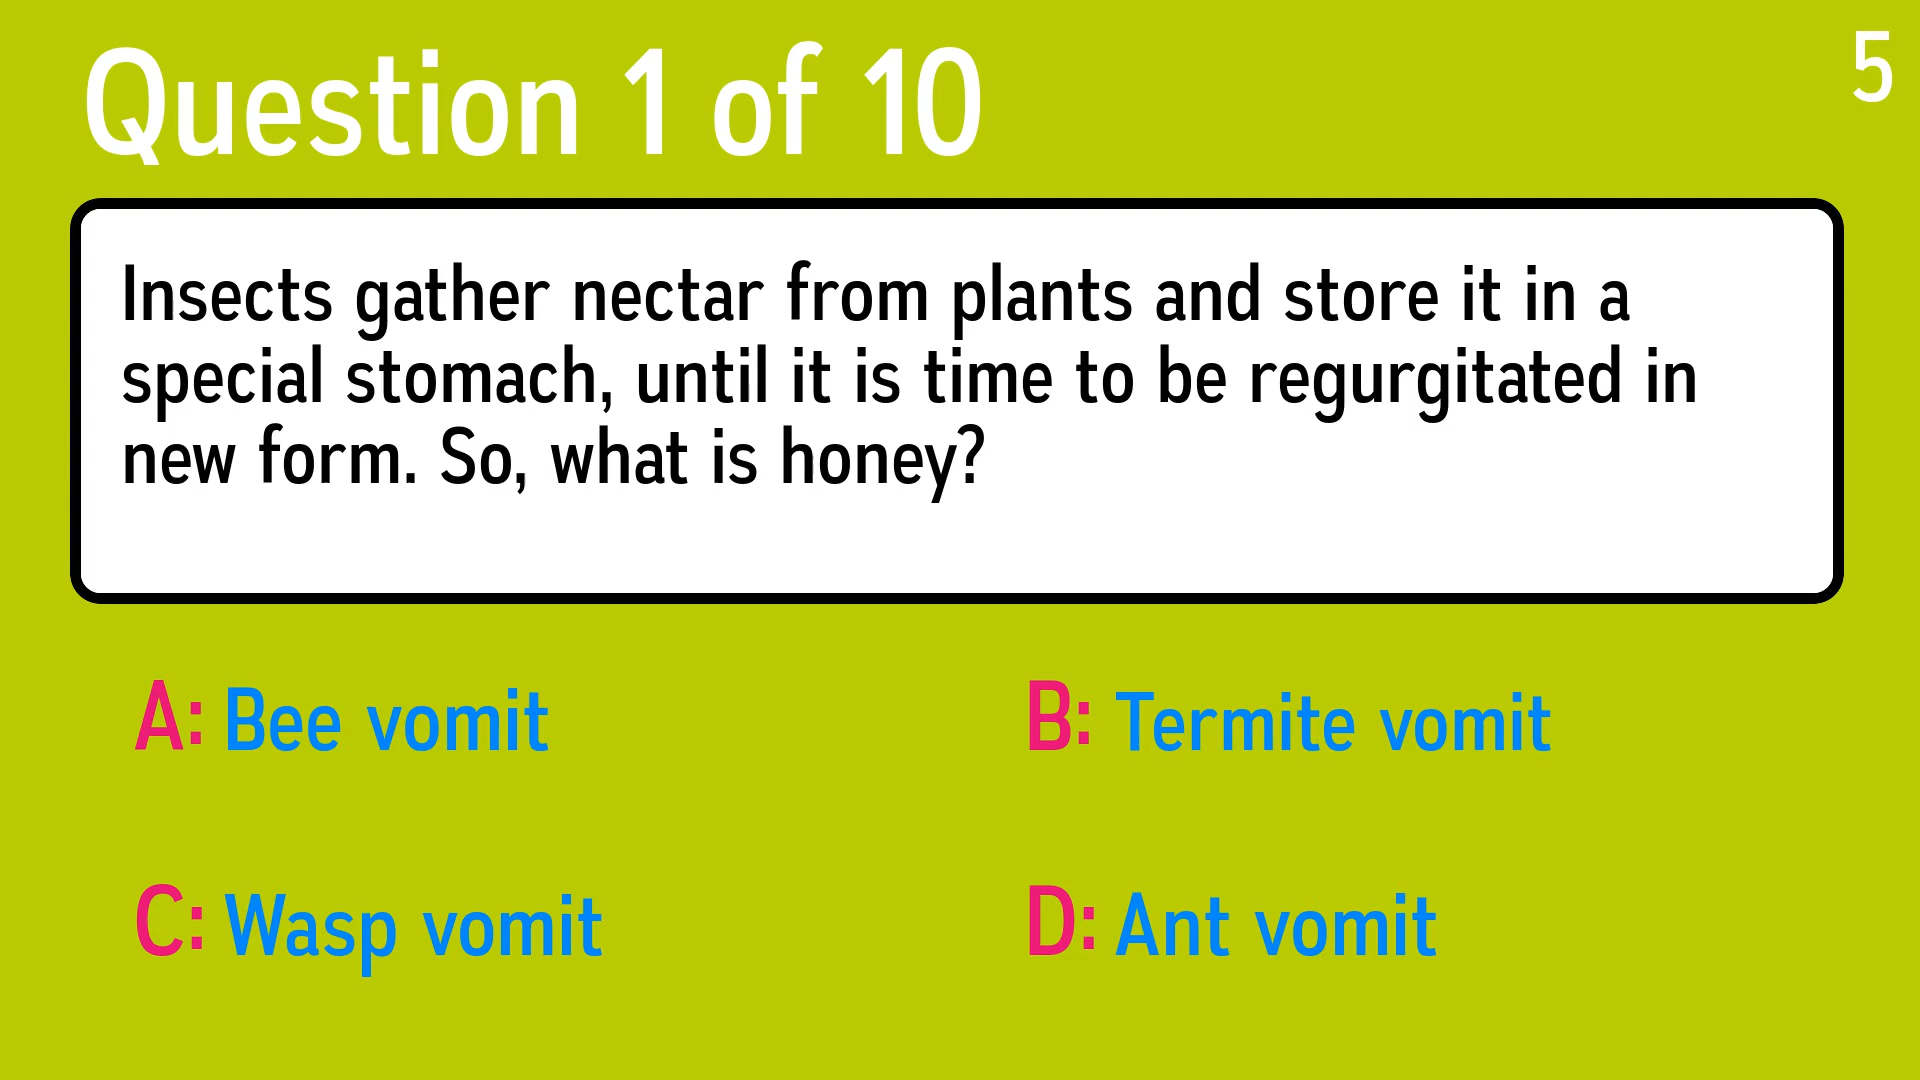 Question 1 of 10
5
Insects gather nectar from plants and store it in a
special stomach, until it is time to be regurgitated in
new form. So, what is honey?
A: Bee vomit
B: Termite vomit
C: Wasp vomit
D: Ant vomit